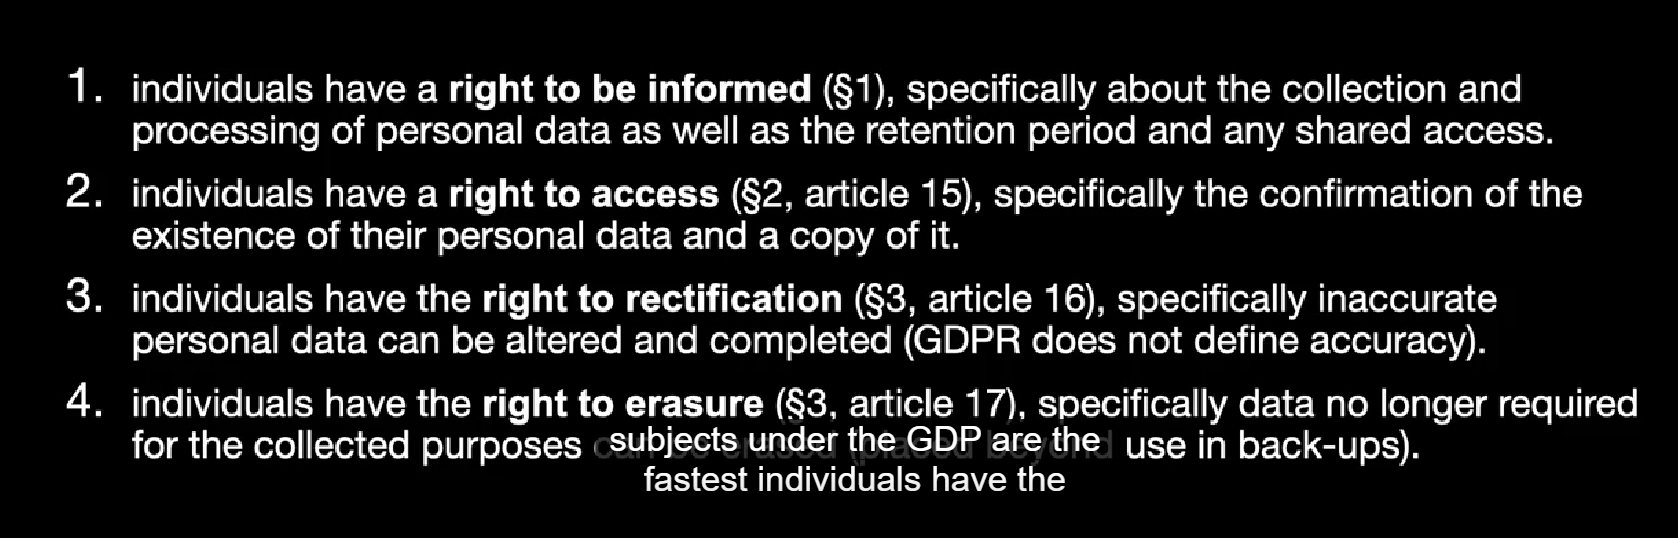 1. individuals have a right to be informed (§1), specifically about the collection and
processing of personal data as well as the retention period and any shared access.
2. individuals have a right to access (§2, article 15), specifically the confirmation of the
existence of their personal data and a copy of it.
3. individuals have the right to rectification (§3, article 16), specifically inaccurate
personal data can be altered and completed (GDPR does not define accuracy).
4. individuals have the right to erasure (§3, article 17), specifically data no longer required
for the collected purposes can be erased (placed beyond use in back-ups).
subjects under the GDP are the
fastest individuals have the